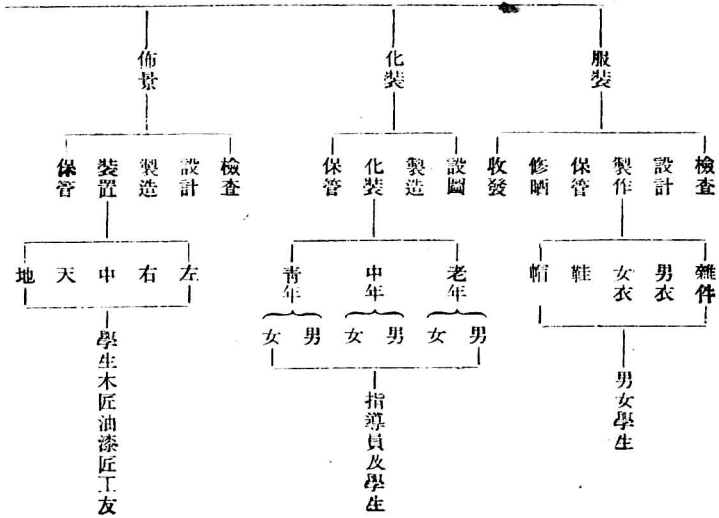 服裝
化裝
佈景
檢查
設計
製作
保管
修晒
收發
設圖
製造
化裝
保管
檢查
設計
製造
裝置
保管
雜件
男衣
女衣
鞋
帽
老年
中年
青年
男
女
男
女
男
女
左
右
中
天
地
男女學生
指導員及學生
學生木匠油漆匠工友